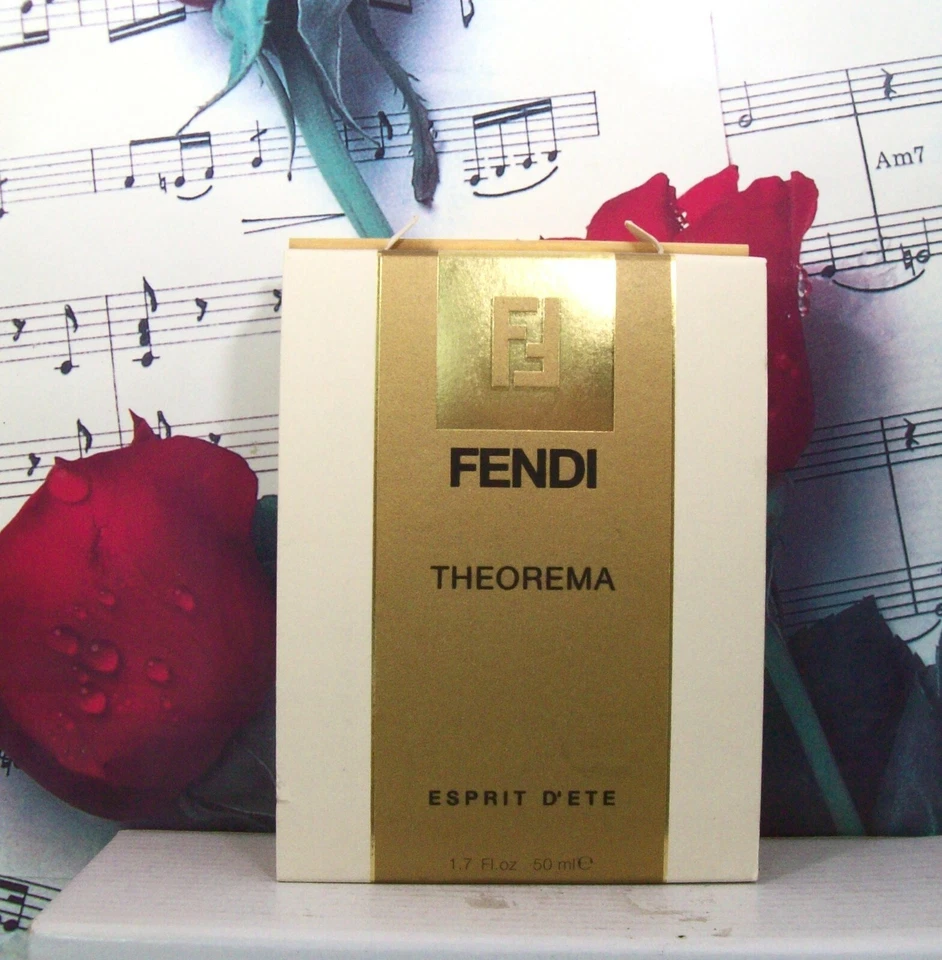 Am7
FENDI
THEOREMA
ESPRIT D'ETE
1.7 Fl.oz 50 ml℮